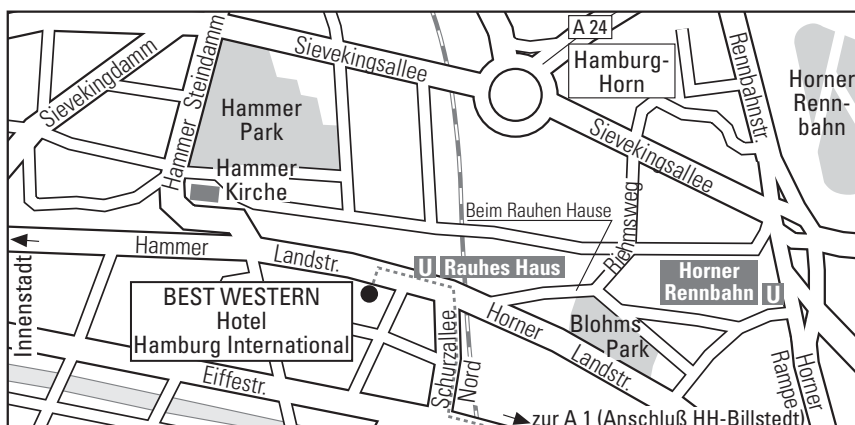 A 24
Hamburg-
Horn
Sievekingsallee
Sievekingdamm
Hammer Steindamm
Hammer
Park
Hammer
Kirche
Rennbahnstr.
Horner
Renn-
bahn
Sievekingsallee
Beim Rauhen Hause
Riehmsweg
Hammer Landstr.
U Rauhes Haus
Horner
Rennbahn U
Innenstadt
BEST WESTERN
Hotel
Hamburg International
Blohms
Park
Horner Landstr.
Schurzallee
Nord
Eiffestr.
Horner
Rampe
zur A 1 (Anschluß HH-Billstedt)